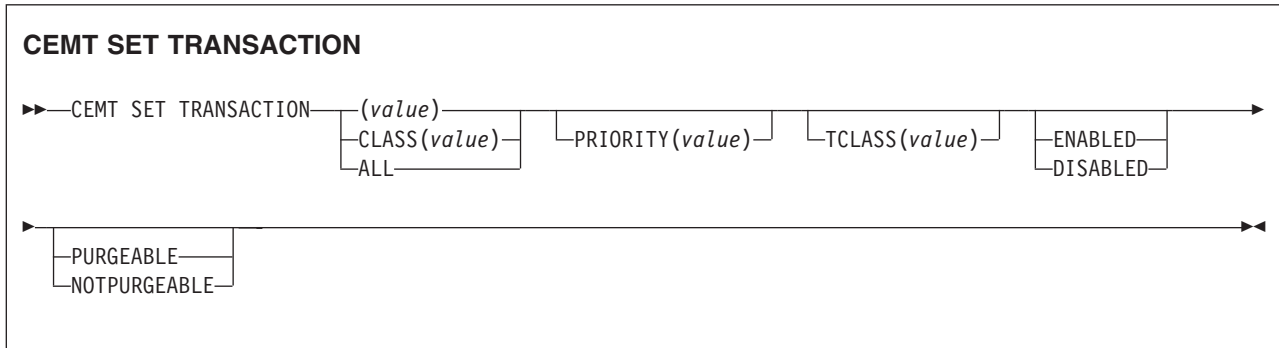 CEMT SET TRANSACTION
CEMT SET TRANSACTION (value) PRIORITY(value) TCLASS(value) ENABLED
CLASS(value) DISABLED
ALL
PURGEABLE
NOTPURGEABLE